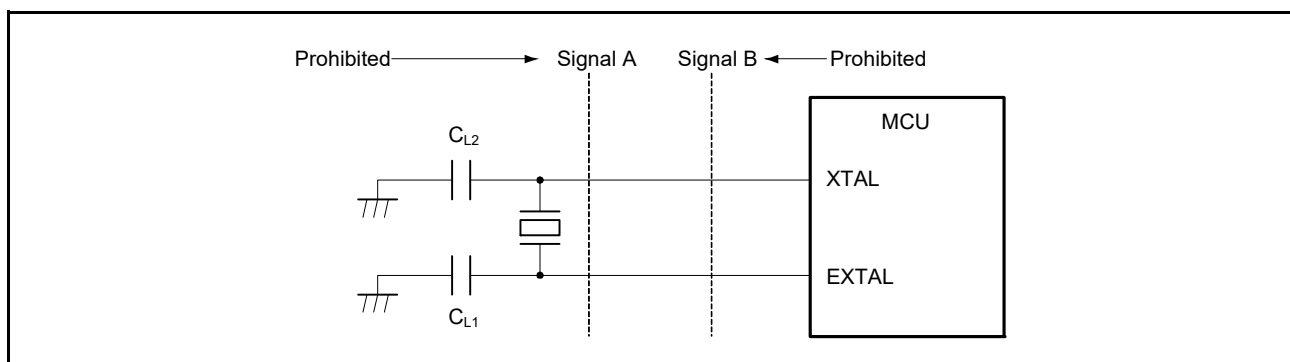 Prohibited Signal A Signal B Prohibited
MCU
CL2
XTAL
EXTAL
CL1